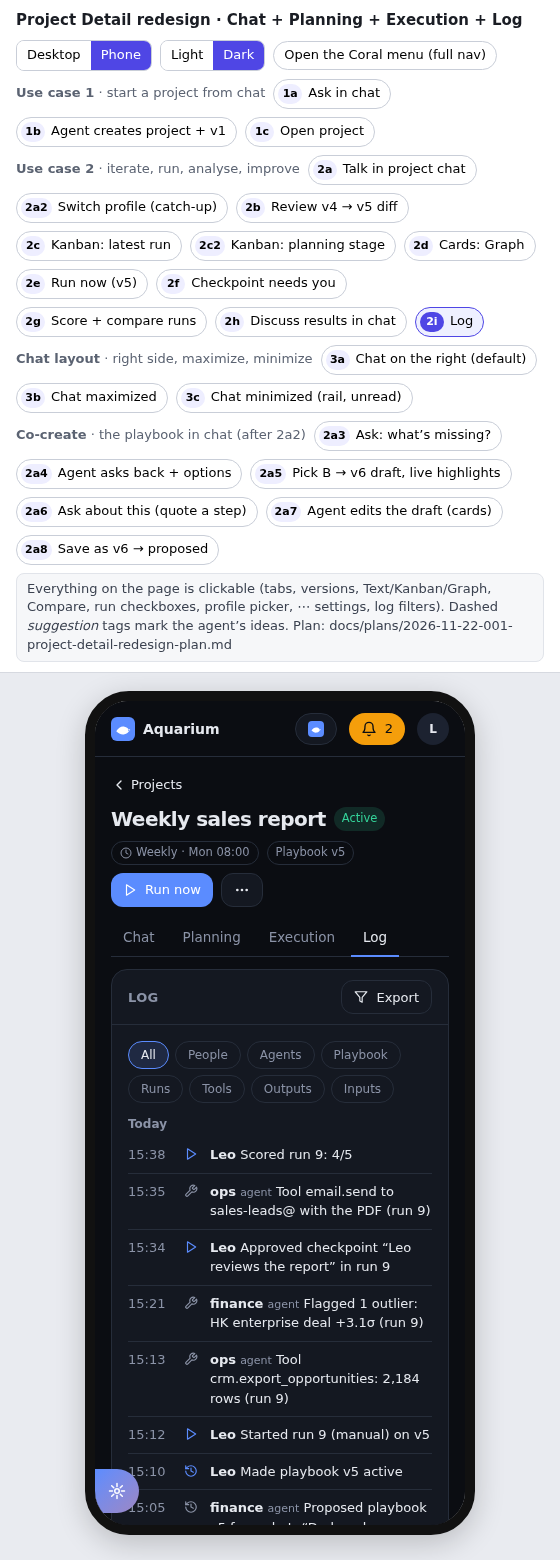 Project Detail redesign · Chat + Planning + Execution + Log
Desktop Phone Light Dark Open the Coral menu (full nav)
Use case 1 · start a project from chat 1a Ask in chat
1b Agent creates project + v1 1c Open project
Use case 2 · iterate, run, analyse, improve 2a Talk in project chat
2a2 Switch profile (catch-up) 2b Review v4 → v5 diff
2c Kanban: latest run 2c2 Kanban: planning stage 2d Cards: Graph
2e Run now (v5) 2f Checkpoint needs you
2g Score + compare runs 2h Discuss results in chat 2i Log
Chat layout · right side, maximize, minimize 3a Chat on the right (default)
3b Chat maximized 3c Chat minimized (rail, unread)
Co-create · the playbook in chat (after 2a2) 2a3 Ask: what’s missing?
2a4 Agent asks back + options 2a5 Pick B → v6 draft, live highlights
2a6 Ask about this (quote a step) 2a7 Agent edits the draft (cards)
2a8 Save as v6 → proposed
Everything on the page is clickable (tabs, versions, Text/Kanban/Graph,
Compare, run checkboxes, profile picker, ··· settings, log filters). Dashed
suggestion tags mark the agent’s ideas. Plan: docs/plans/2026-11-22-001-
project-detail-redesign-plan.md
Aquarium 2 L
Projects
Weekly sales report Active
Weekly · Mon 08:00 Playbook v5
Run now
Chat Planning Execution Log
LOG Export
All People Agents Playbook
Runs Tools Outputs Inputs
Today
15:38 Leo Scored run 9: 4/5
15:35 ops agent Tool email.send to
sales-leads@ with the PDF (run 9)
15:34 Leo Approved checkpoint “Leo
reviews the report” in run 9
15:21 finance agent Flagged 1 outlier:
HK enterprise deal +3.1σ (run 9)
15:13 ops agent Tool
crm.export_opportunities: 2,184
rows (run 9)
15:12 Leo Started run 9 (manual) on v5
15:10 Leo Made playbook v5 active
15:05 finance agent Proposed playbook